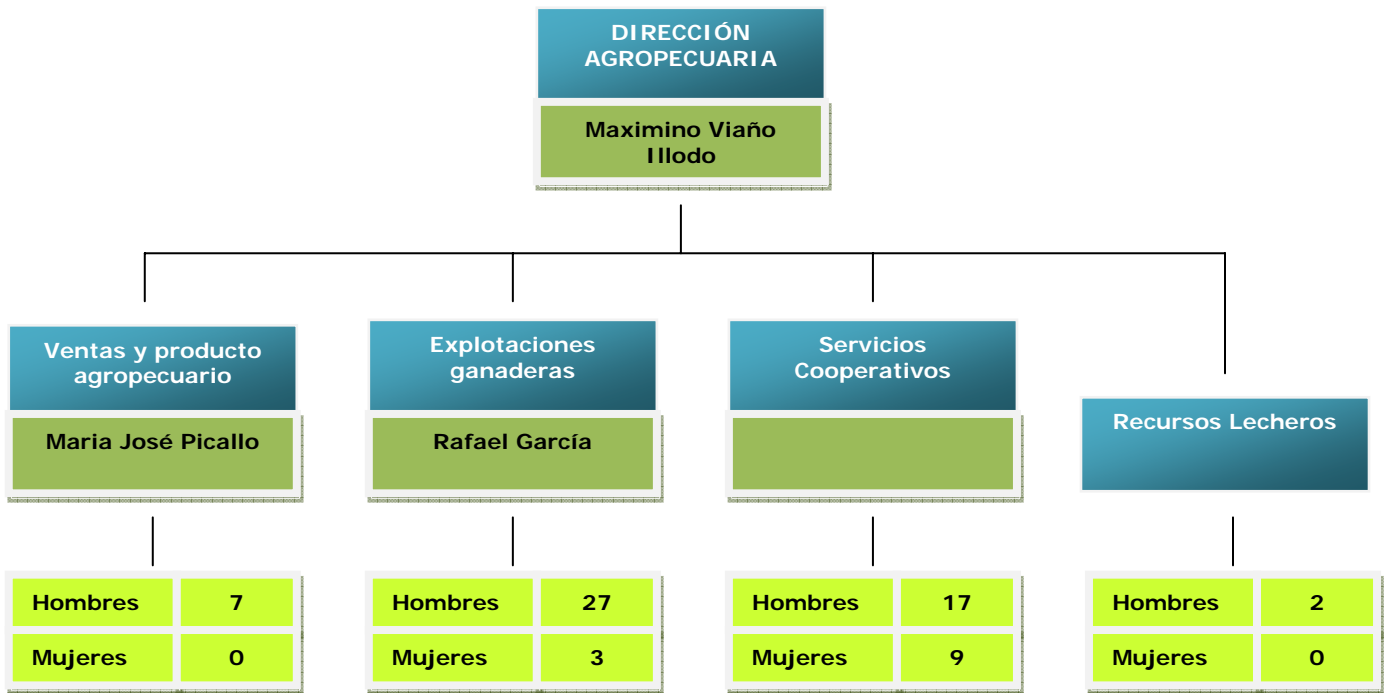 DIRECCIÓN
AGROPECUARIA
Maximino Viaño
Illodo
Ventas y producto
agropecuario
Maria José Picallo
Explotaciones
ganaderas
Rafael García
Servicios
Cooperativos
Recursos Lecheros
Hombres 7
Mujeres 0
Hombres 27
Mujeres 3
Hombres 17
Mujeres 9
Hombres 2
Mujeres 0